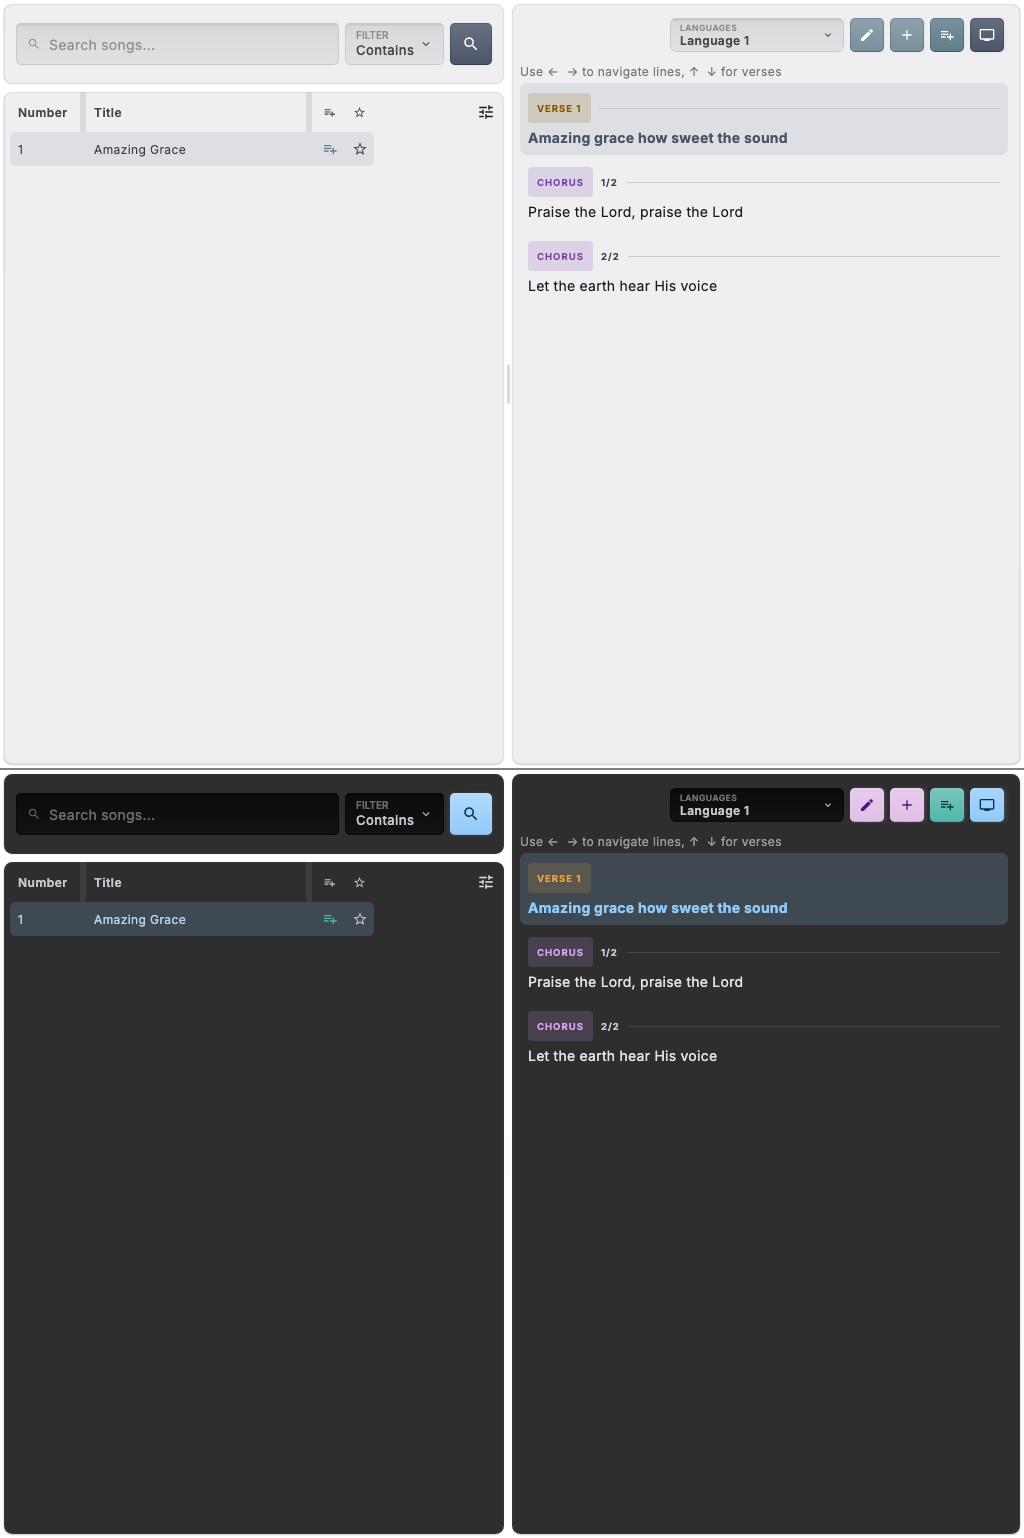 Search songs...
FILTER
Contains
Number Title
1 Amazing Grace
LANGUAGES
Language 1
Use ← → to navigate lines, ↑ ↓ for verses
VERSE 1
Amazing grace how sweet the sound
CHORUS 1/2
Praise the Lord, praise the Lord
CHORUS 2/2
Let the earth hear His voice
Search songs...
FILTER
Contains
Number Title
1 Amazing Grace
LANGUAGES
Language 1
Use ← → to navigate lines, ↑ ↓ for verses
VERSE 1
Amazing grace how sweet the sound
CHORUS 1/2
Praise the Lord, praise the Lord
CHORUS 2/2
Let the earth hear His voice